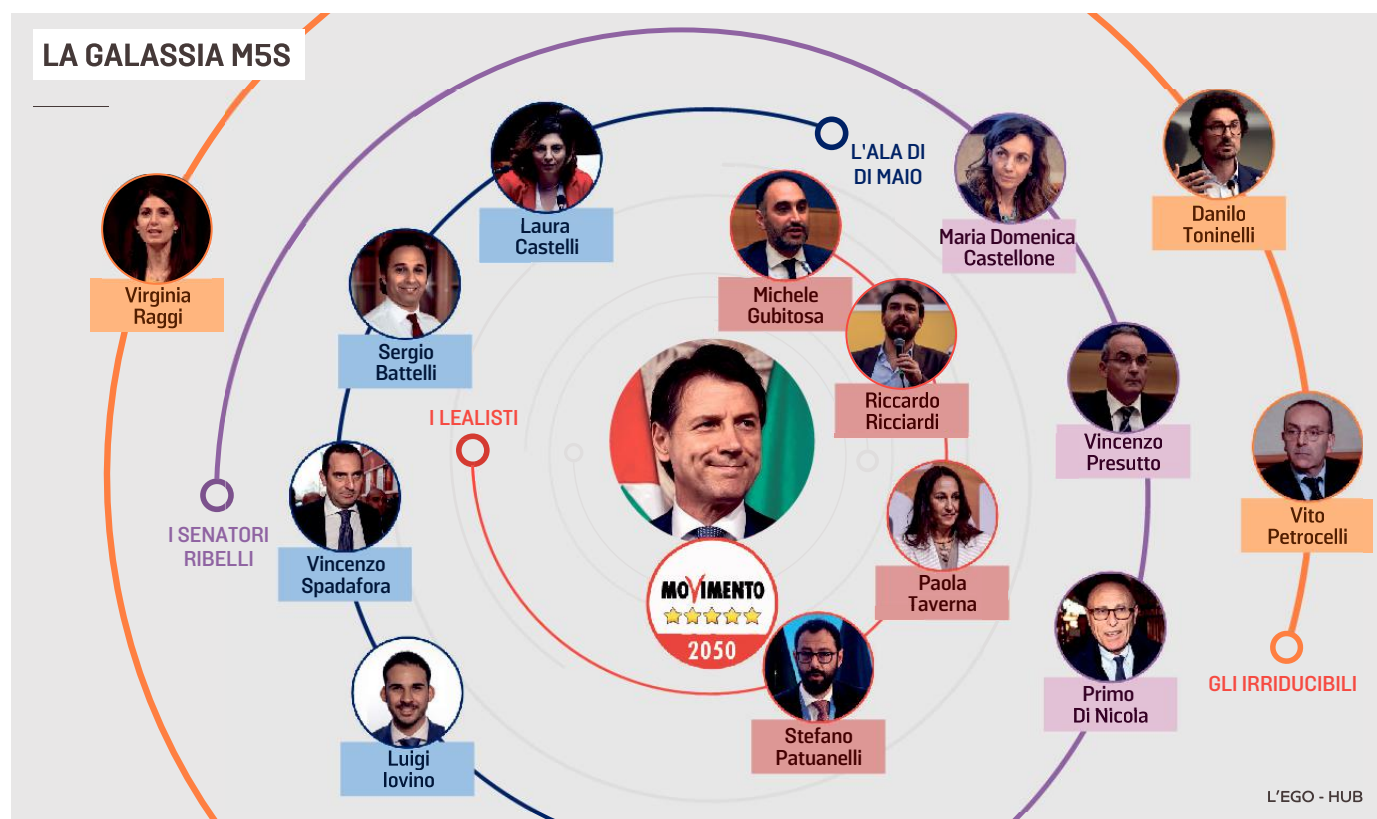 LA GALASSIA M5S
L'ALA DI
DI MAIO
Laura
Castelli
Sergio
Battelli
Vincenzo
Spadafora
Luigi
Iovino
I LEALISTI
Michele
Gubitosa
Riccardo
Ricciardi
Paola
Taverna
Stefano
Patuanelli
MOVIMENTO
2050
I SENATORI
RIBELLI
Maria Domenica
Castellone
Vincenzo
Presutto
Primo
Di Nicola
Virginia
Raggi
Danilo
Toninelli
Vito
Petrocelli
GLI IRRIDUCIBILI
L'EGO - HUB